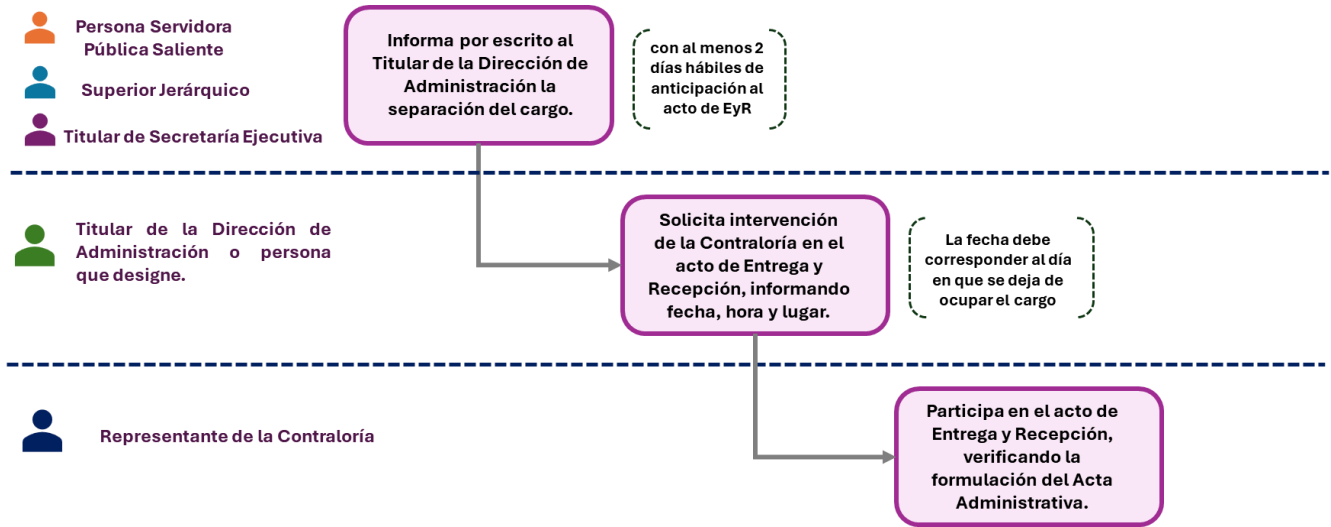 Persona Servidora
Pública Saliente
Superior Jerárquico
Titular de Secretaría Ejecutiva
Informa por escrito al
Titular de la Dirección de
Administración la
separación del cargo.
con al menos 2
días hábiles de
anticipación al
acto de EyR
Titular de la Dirección de
Administración o persona
que designe.
Solicita intervención
de la Contraloría en el
acto de Entrega y
Recepción, informando
fecha, hora y lugar.
La fecha debe
corresponder al día
en que se deja de
ocupar el cargo
Representante de la Contraloría
Participa en el acto de
Entrega y Recepción,
verificando la
formulación del Acta
Administrativa.